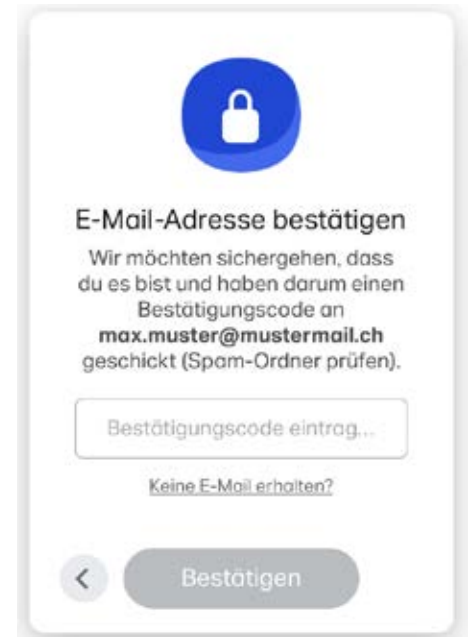 E-Mail-Adresse bestätigen
Wir möchten sichergehen, dass
du es bist und haben darum einen
Bestätigungscode an
max.muster@mustermail.ch
geschickt (Spam-Ordner prüfen).
Bestätigungscode eintrag...
Keine E-Mail erhalten?
Bestätigen